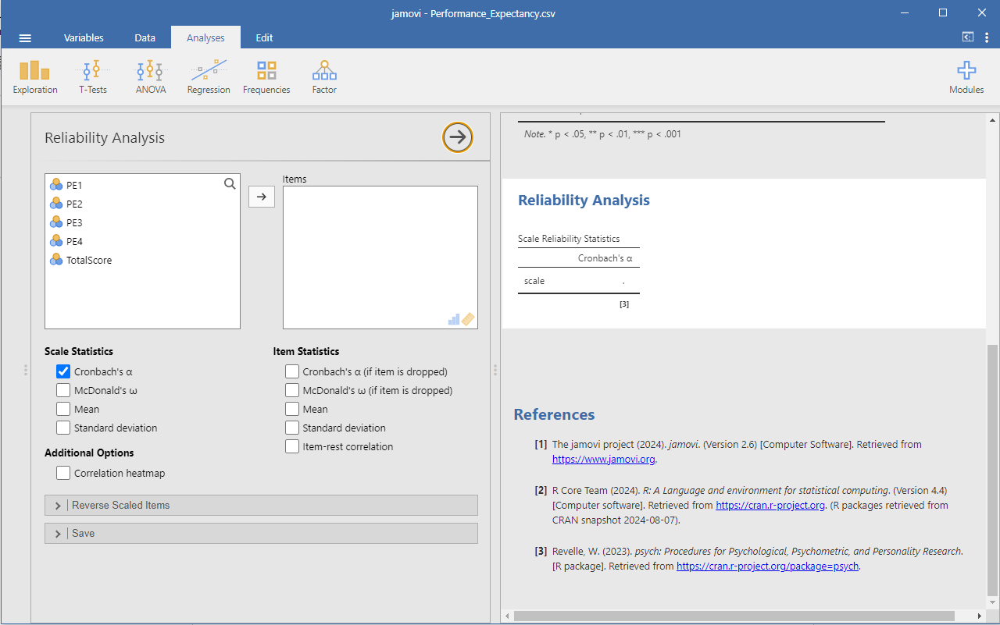 jamovi - Performance_Expectancy.csv
Variables Data Analyses Edit
Exploration T-Tests ANOVA Regression Frequencies Factor Modules
Reliability Analysis
PE1
PE2
PE3
PE4
TotalScore
Items
Scale Statistics
Cronbach's α
McDonald's ω
Mean
Standard deviation
Additional Options
Correlation heatmap
Item Statistics
Cronbach's α (if item is dropped)
McDonald's ω (if item is dropped)
Mean
Standard deviation
Item-rest correlation
Reverse Scaled Items
Save
Note. * p < .05, ** p < .01, *** p < .001
Reliability Analysis
Scale Reliability Statistics
Cronbach's α
scale .
[3]
References
[1] The jamovi project (2024). jamovi. (Version 2.6) [Computer Software]. Retrieved from
https://www.jamovi.org.
[2] R Core Team (2024). R: A Language and environment for statistical computing. (Version 4.4)
[Computer software]. Retrieved from https://cran.r-project.org. (R packages retrieved from
CRAN snapshot 2024-08-07).
[3] Revelle, W. (2023). psych: Procedures for Psychological, Psychometric, and Personality Research.
[R package]. Retrieved from https://cran.r-project.org/package=psych.